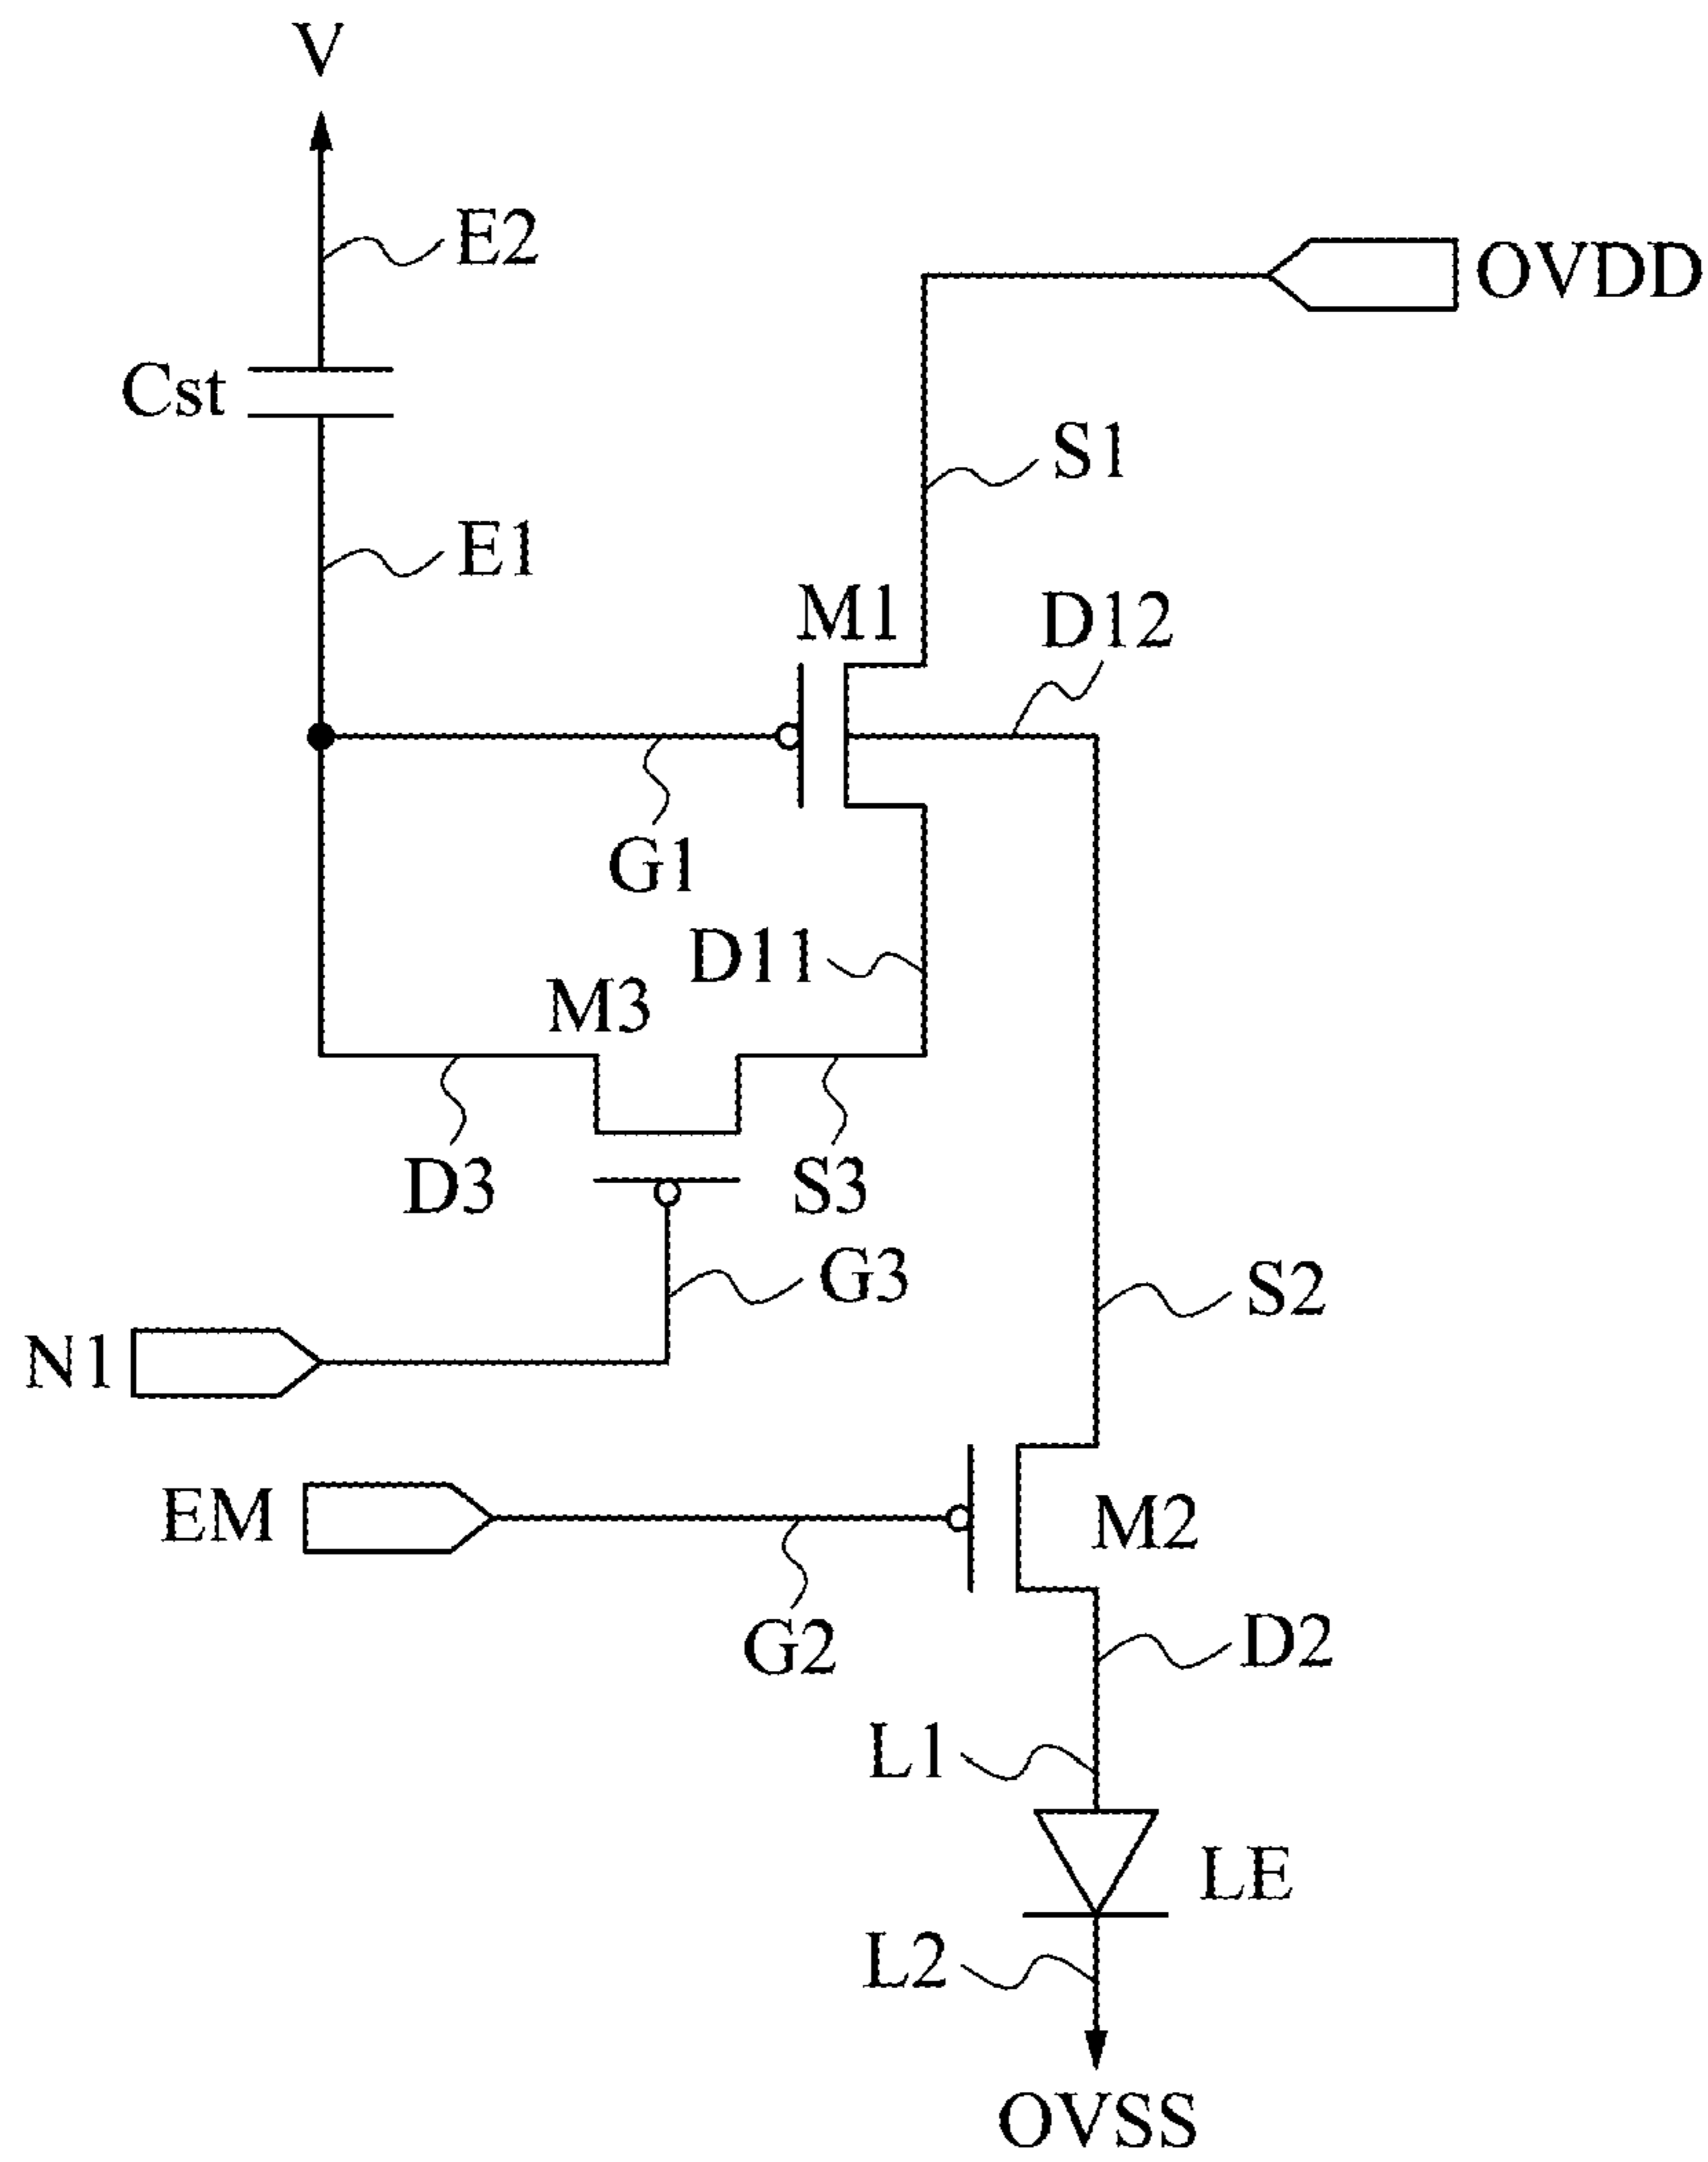 V
E2
OVDD
Cst
S1
E1
M1
D12
G1
D11
M3
D3
S3
G3
S2
N1
EM
M2
G2
D2
L1
LE
L2
OVSS